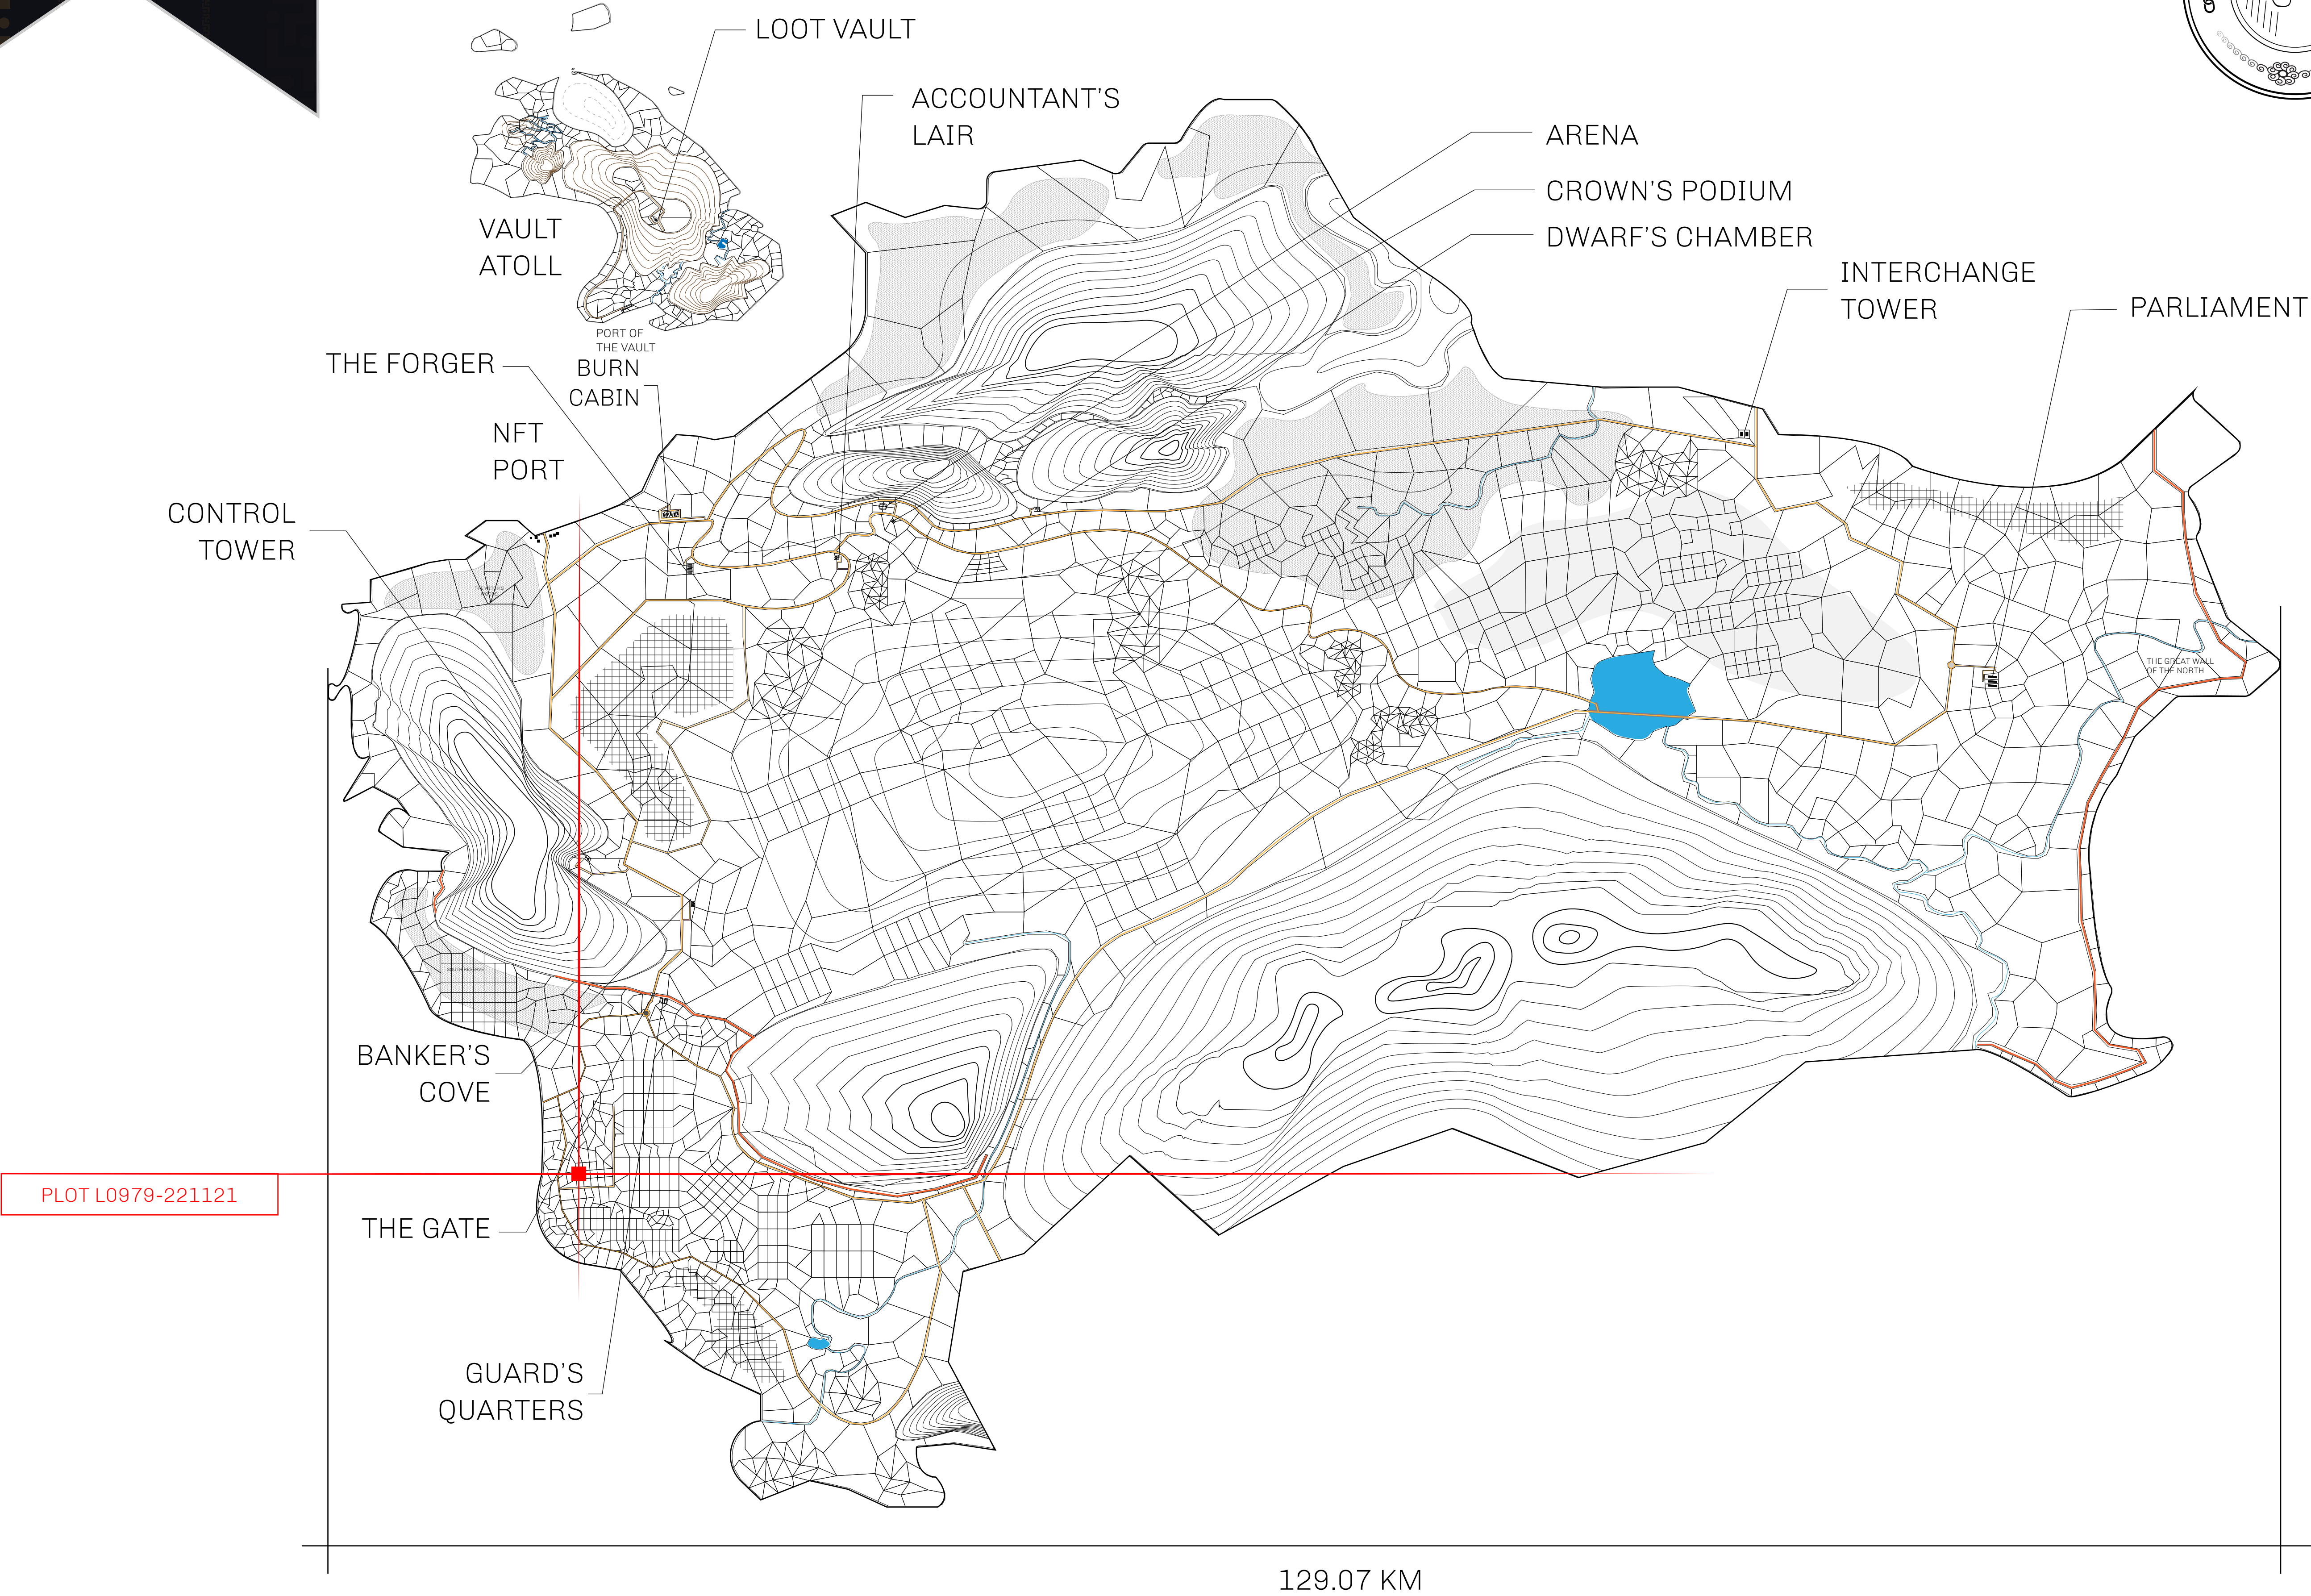 LOOT VAULT
ACCOUNTANT'S
LAIR
ARENA
CROWN'S PODIUM
DWARF'S CHAMBER
INTERCHANGE
TOWER
PARLIAMENT
VAULT
ATOLL
PORT OF
THE VAULT
THE FORGER
BURN
CABIN
NFT
PORT
CONTROL
TOWER
THE GREAT WALL
OF THE NORTH
SOUTH RESERVE
BANKER'S
COVE
PLOT L0979-221121
THE GATE
GUARD'S
QUARTERS
129.07 KM